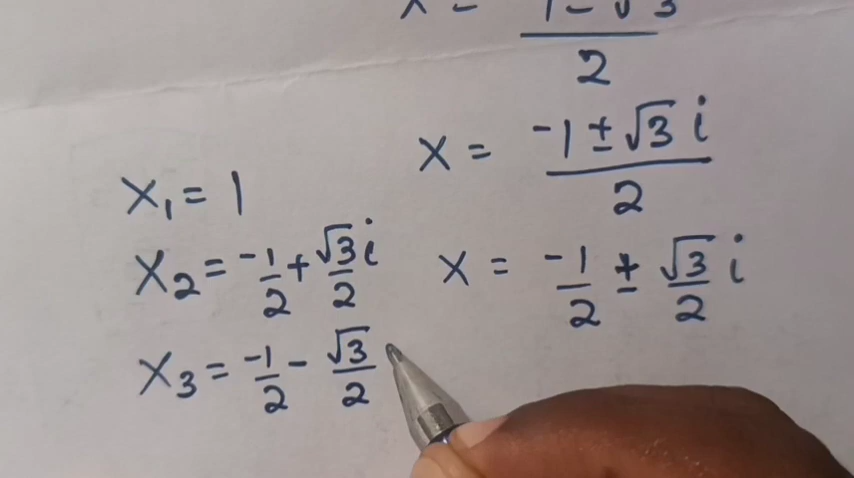 x = -1 ± √3 i / 2
x = -1/2 ± √3/2 i
x₁ = 1
x₂ = -1/2 + √3/2 i
x₃ = -1/2 - √3/2